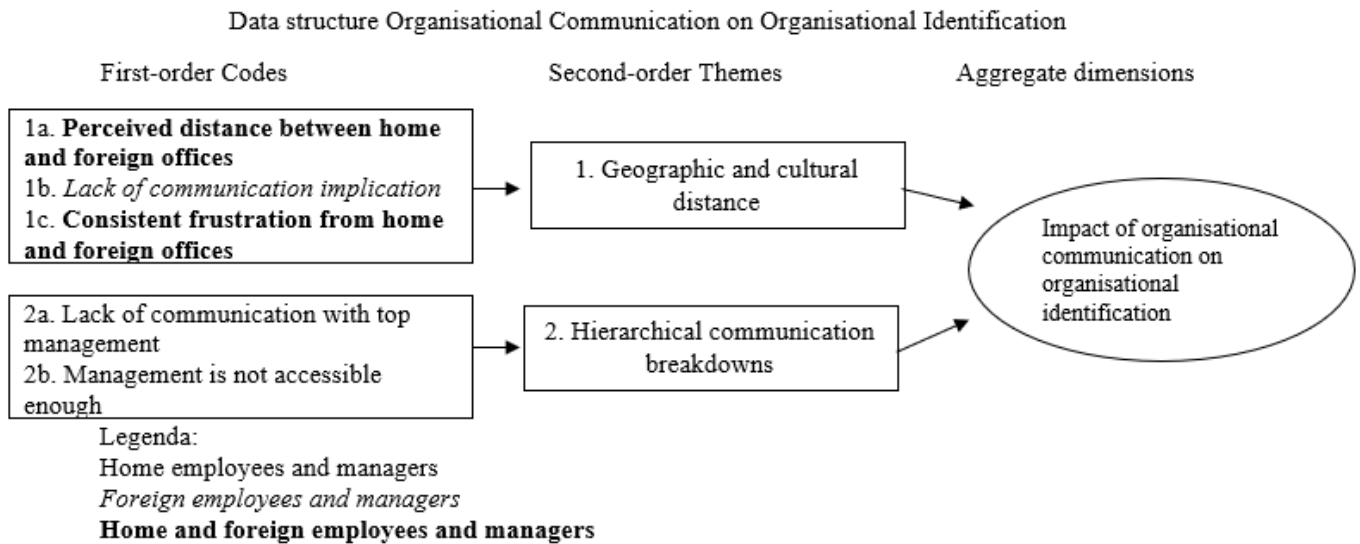 Data structure Organisational Communication on Organisational Identification
First-order Codes
Second-order Themes
Aggregate dimensions
1a. Perceived distance between home
and foreign offices
1b. Lack of communication implication
1c. Consistent frustration from home
and foreign offices
1. Geographic and cultural
distance
Impact of organisational
communication on
organisational
identification
2a. Lack of communication with top
management
2b. Management is not accessible
enough
2. Hierarchical communication
breakdowns
Legenda:
Home employees and managers
Foreign employees and managers
Home and foreign employees and managers